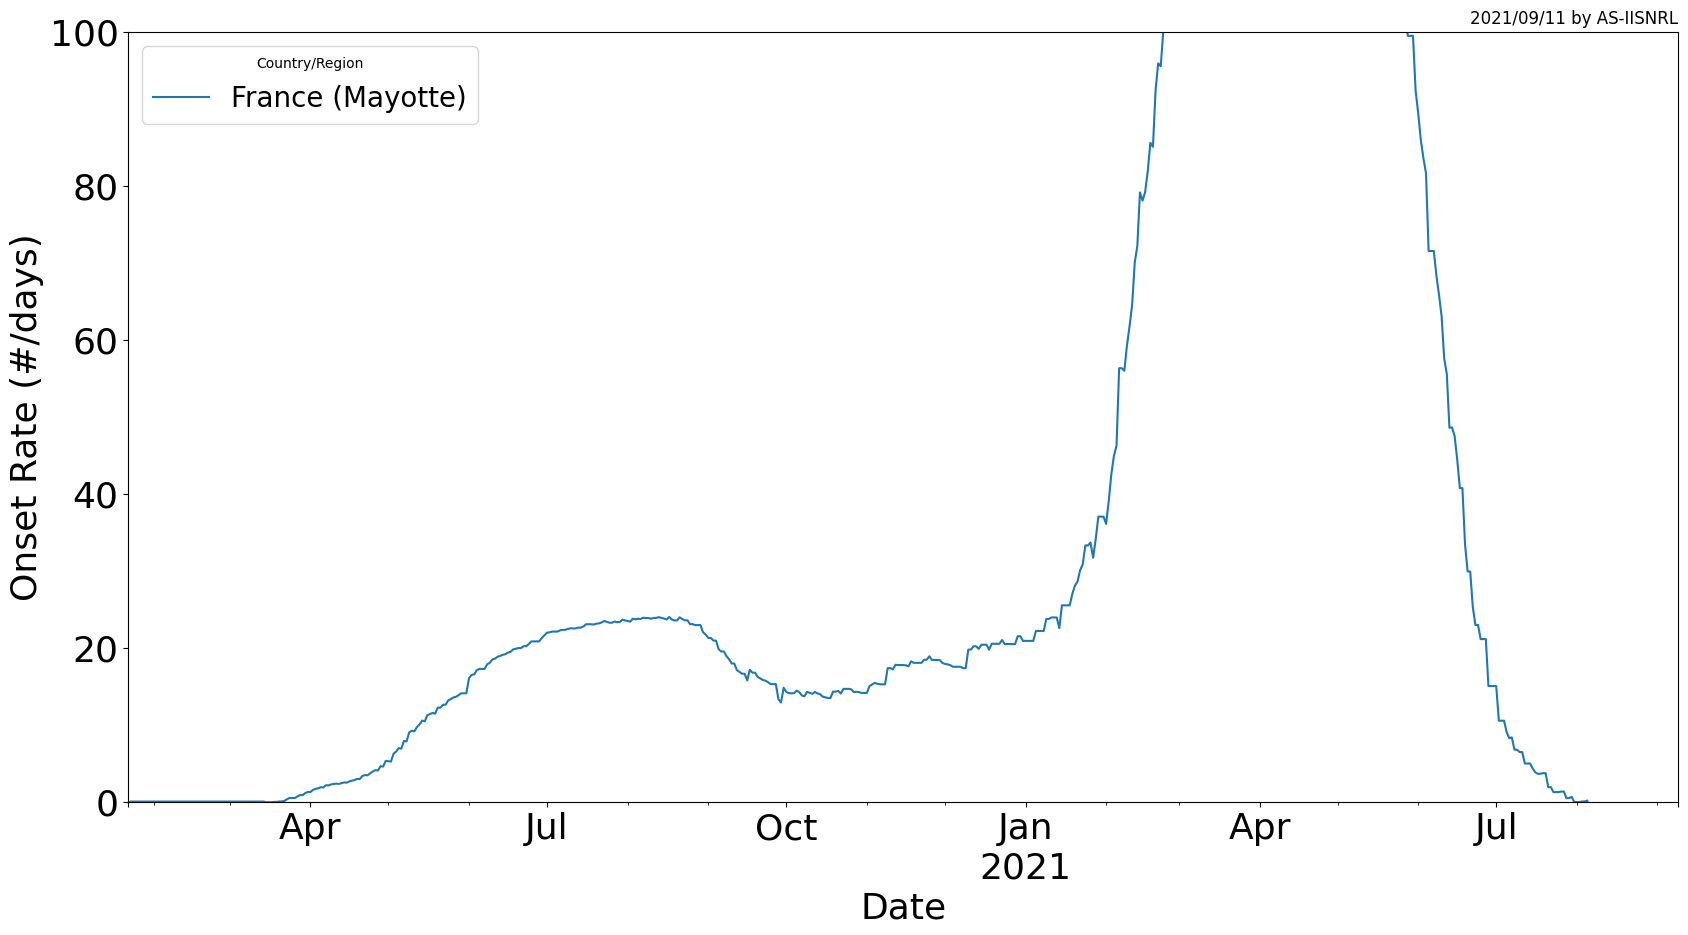 2021/09/11 by AS-IISNRL
100
80
60
40
20
0
Onset Rate (#/days)
Country/Region
France (Mayotte)
Apr Jul Oct Jan Apr Jul
2021
Date